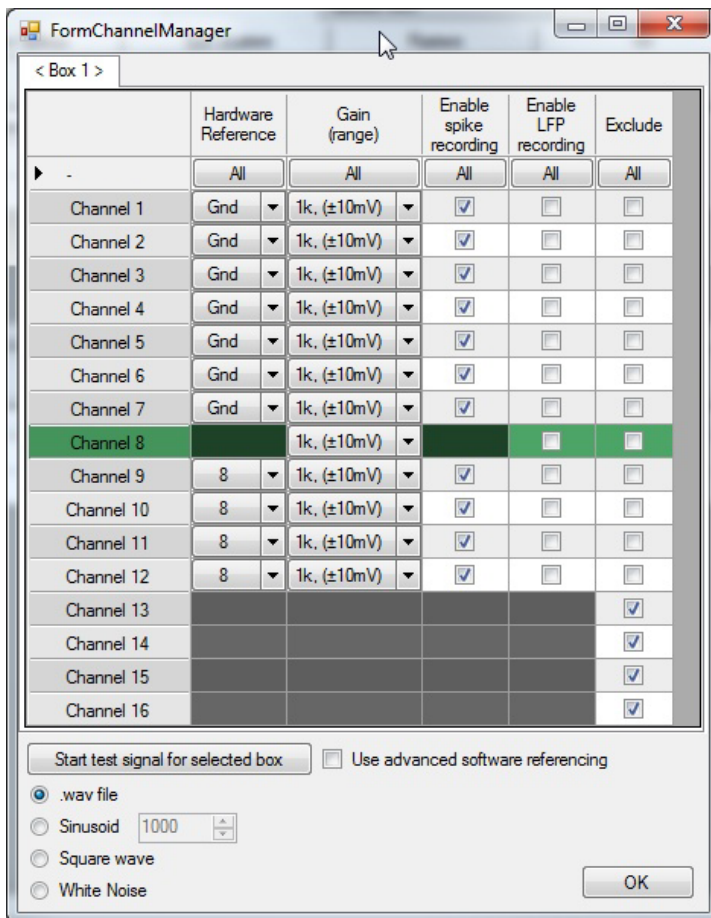 FormChannelManager
< Box 1 >
Hardware Reference Gain (range) Enable spike recording Enable LFP recording Exclude
- All All All All All
Channel 1 Gnd 1k, (±10mV)
Channel 2 Gnd 1k, (±10mV)
Channel 3 Gnd 1k, (±10mV)
Channel 4 Gnd 1k, (±10mV)
Channel 5 Gnd 1k, (±10mV)
Channel 6 Gnd 1k, (±10mV)
Channel 7 Gnd 1k, (±10mV)
Channel 8 1k, (±10mV)
Channel 9 8 1k, (±10mV)
Channel 10 8 1k, (±10mV)
Channel 11 8 1k, (±10mV)
Channel 12 8 1k, (±10mV)
Channel 13
Channel 14
Channel 15
Channel 16
Start test signal for selected box Use advanced software referencing
.wav file
Sinusoid 1000
Square wave
White Noise
OK